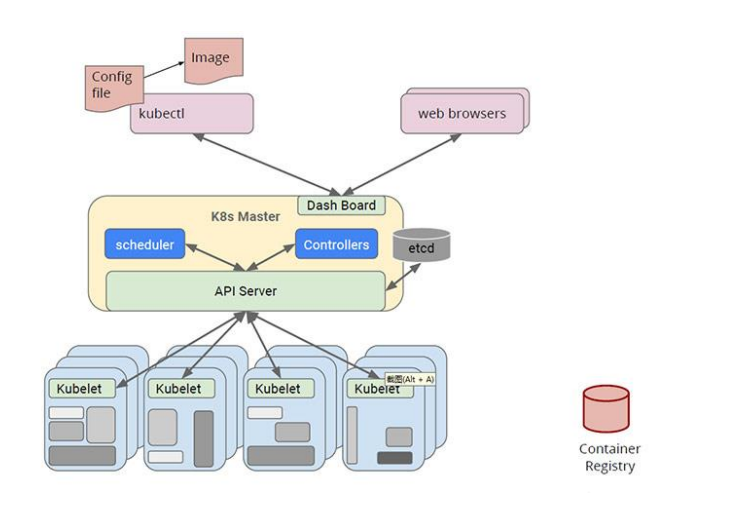 Image
Config
file
kubectl
web browsers
Dash Board
K8s Master
scheduler
Controllers
etcd
API Server
Kubelet
Kubelet
Kubelet
Kubelet
截图(Alt + A)
Container
Registry